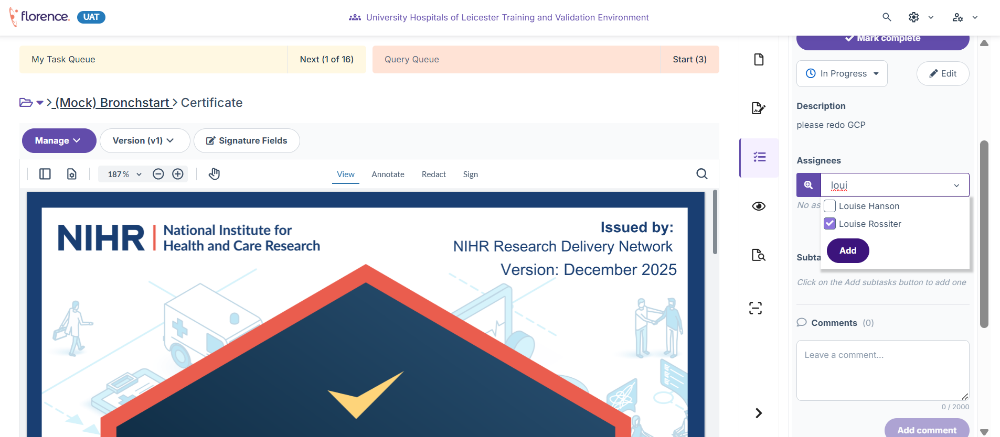 florence.
UAT
University Hospitals of Leicester Training and Validation Environment
My Task Queue
Next (1 of 16)
Query Queue
Start (3)
(Mock) Bronchstart
Certificate
Manage
Version (v1)
Signature Fields
187%
View
Annotate
Redact
Sign
NIHR
National Institute for
Health and Care Research
Issued by:
NIHR Research Delivery Network
Version: December 2025
Mark complete
In Progress
Edit
Description
please redo GCP
Assignees
loui
No as
Louise Hanson
Louise Rossiter
Add
Subta
Click on the Add subtasks button to add one
Comments (0)
Leave a comment...
0 / 2000
Add comment